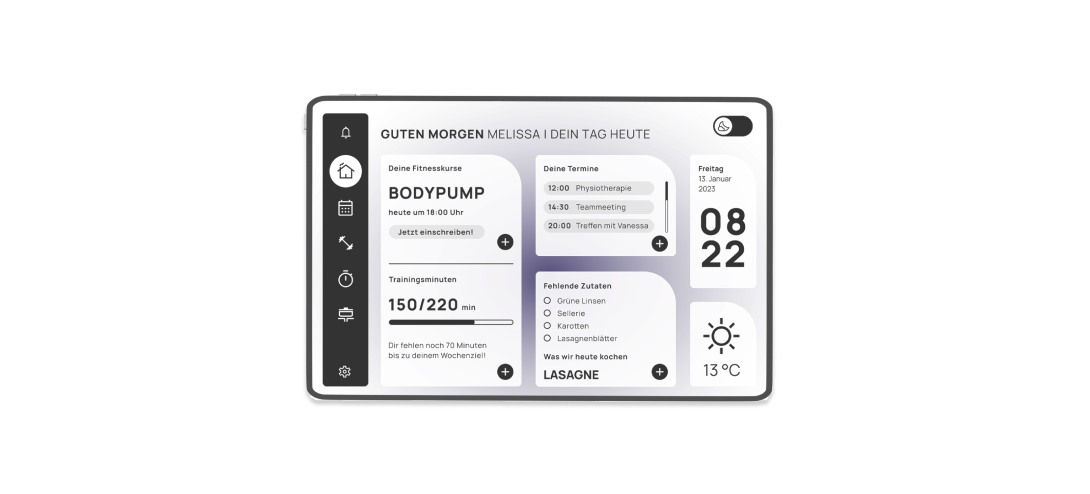 GUTEN MORGEN MELISSA I DEIN TAG HEUTE
Deine Fitnesskurse
BODYPUMP
heute um 18:00 Uhr
Jetzt einschreiben!
Trainingsminuten
150/220 min
Dir fehlen noch 70 Minuten
bis zu deinem Wochenziel!
Deine Termine
12:00 Physiotherapie
14:30 Teammeeting
20:00 Treffen mit Vanessa
Fehlende Zutaten
Grüne Linsen
Sellerie
Karotten
Lasagnenblätter
Was wir heute kochen
LASAGNE
Freitag
13. Januar
2023
08
22
13 °C